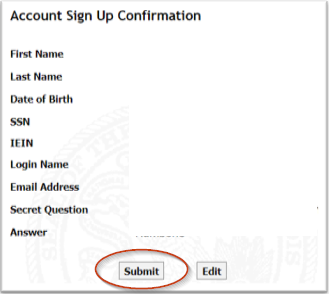 Account Sign Up Confirmation
First Name
Last Name
Date of Birth
SSN
IEIN
Login Name
Email Address
Secret Question
Answer
Submit Edit